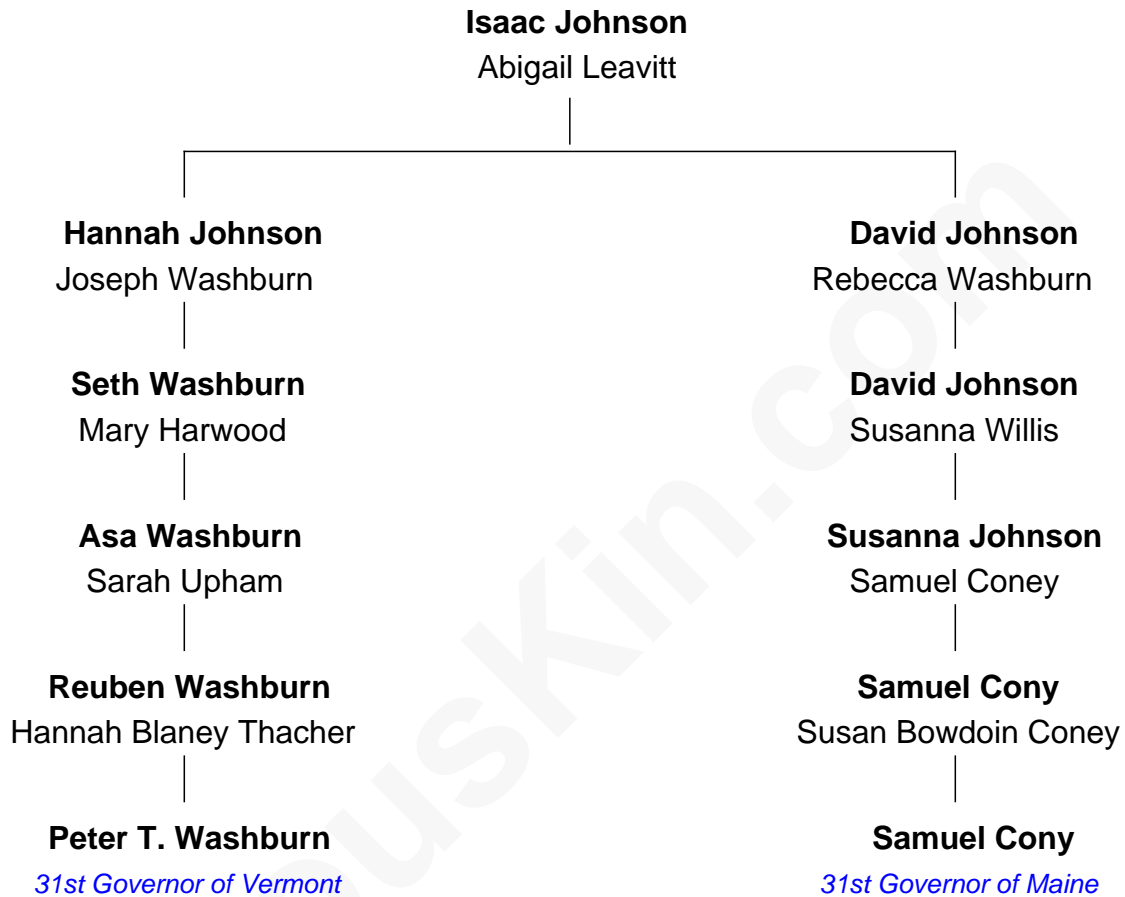 Isaac Johnson
Abigail Leavitt
Hannah Johnson
Joseph Washburn
David Johnson
Rebecca Washburn
Seth Washburn
Mary Harwood
David Johnson
Susanna Willis
Asa Washburn
Sarah Upham
Susanna Johnson
Samuel Coney
Reuben Washburn
Hannah Blaney Thacher
Samuel Cony
Susan Bowdoin Coney
Peter T. Washburn
31st Governor of Vermont
Samuel Cony
31st Governor of Maine
ousKin.com